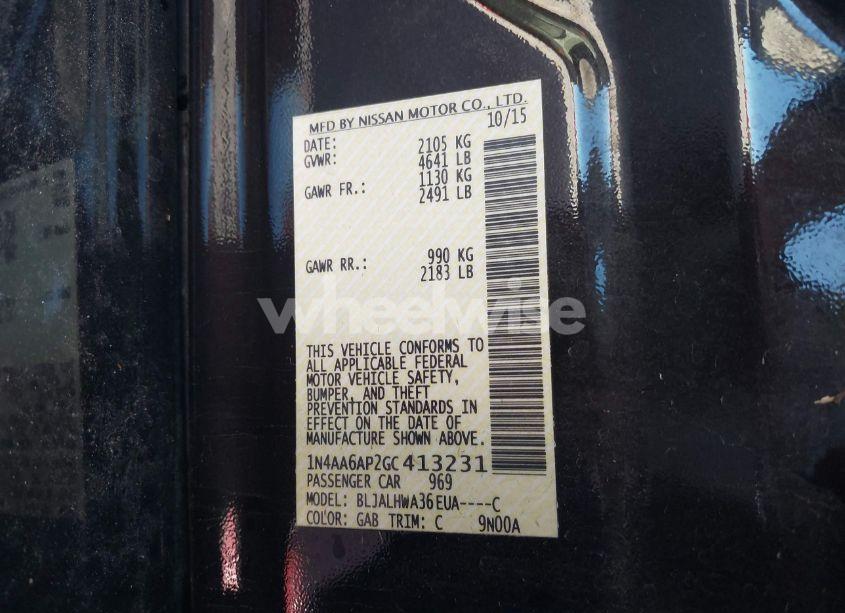 MFD BY NISSAN MOTOR CO., LTD.
DATE: 10/15
GVWR: 2105 KG
4641 LB
GAWR FR.: 1130 KG
2491 LB
GAWR RR.: 990 KG
2183 LB
wheelwise
THIS VEHICLE CONFORMS TO
ALL APPLICABLE FEDERAL
MOTOR VEHICLE SAFETY,
BUMPER, AND THEFT
PREVENTION STANDARDS IN
EFFECT ON THE DATE OF
MANUFACTURE SHOWN ABOVE.
1N4AA6AP2GC413231
PASSENGER CAR 969
MODEL: BLJALHWA36EUA----C
COLOR: GAB TRIM: C 9N00A